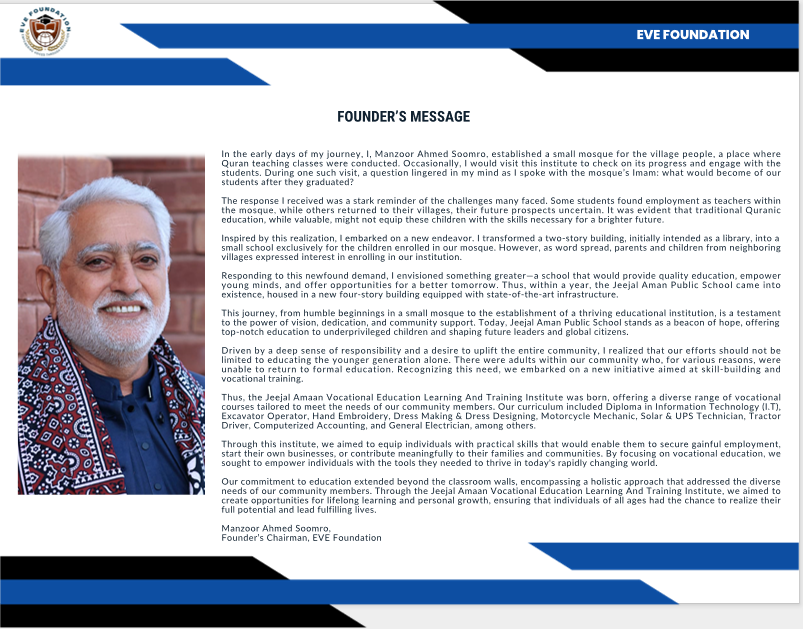 EVE FOUNDATION
EVE FOUNDATION
FOUNDER'S MESSAGE
In the early days of my journey, I, Manzoor Ahmed Soomro, established a small mosque for the village people, a place where
Quran teaching classes were conducted. Occasionally, I would visit this institute to check on its progress and engage with the
students. During one such visit, a question lingered in my mind as I spoke with the mosque's Imam: what would become of our
students after they graduated?
The response I received was a stark reminder of the challenges many faced. Some students found employment as teachers within
the mosque, while others returned to their villages, their future prospects uncertain. It was evident that traditional Quranic
education, while valuable, might not equip these children with the skills necessary for a brighter future.
Inspired by this realization, I embarked on a new endeavor. I transformed a two-story building, initially intended as a library, into a
small school exclusively for the children enrolled in our mosque. However, as word spread, parents and children from neighboring
villages expressed interest in enrolling in our institution.
Responding to this newfound demand, I envisioned something greater—a school that would provide quality education, empower
young minds, and offer opportunities for a better tomorrow. Thus, within a year, the Jeejal Aman Public School came into
existence, housed in a new four-story building equipped with state-of-the-art infrastructure.
This journey, from humble beginnings in a small mosque to the establishment of a thriving educational institution, is a testament
to the power of vision, dedication, and community support. Today, Jeejal Aman Public School stands as a beacon of hope, offering
top-notch education to underprivileged children and shaping future leaders and global citizens.
Driven by a deep sense of responsibility and a desire to uplift the entire community, I realized that our efforts should not be
limited to educating the younger generation alone. There were adults within our community who, for various reasons, were
unable to return to formal education. Recognizing this need, we embarked on a new initiative aimed at skill-building and
vocational training.
Thus, the Jeejal Amaan Vocational Education Learning And Training Institute was born, offering a diverse range of vocational
courses tailored to meet the needs of our community members. Our curriculum included Diploma in Information Technology (I.T),
Excavator Operator, Hand Embroidery, Dress Making & Dress Designing, Motorcycle Mechanic, Solar & UPS Technician, Tractor
Driver, Computerized Accounting, and General Electrician, among others.
Through this institute, we aimed to equip individuals with practical skills that would enable them to secure gainful employment,
start their own businesses, or contribute meaningfully to their families and communities. By focusing on vocational education, we
sought to empower individuals with the tools they needed to thrive in today's rapidly changing world.
Our commitment to education extended beyond the classroom walls, encompassing a holistic approach that addressed the diverse
needs of our community members. Through the Jeejal Amaan Vocational Education Learning And Training Institute, we aimed to
create opportunities for lifelong learning and personal growth, ensuring that individuals of all ages had the chance to realize their
full potential and lead fulfilling lives.
Manzoor Ahmed Soomro,
Founder's Chairman, EVE Foundation